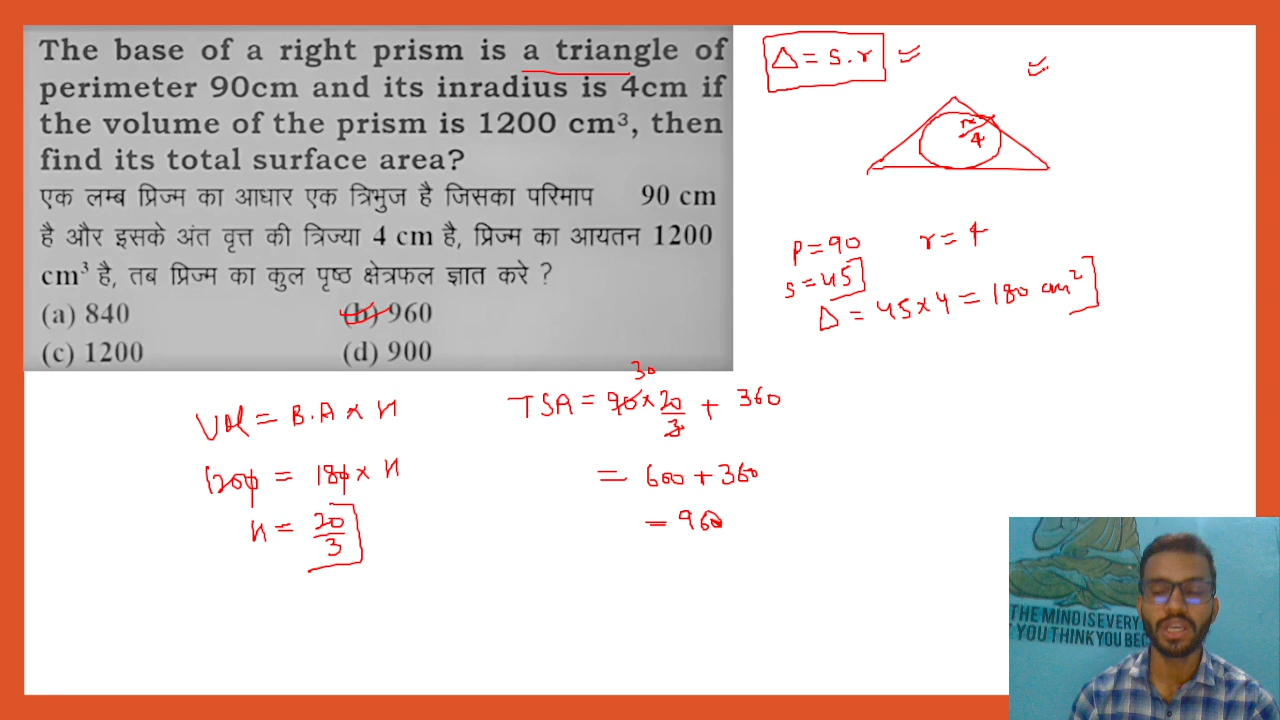 The base of a right prism is a triangle of
perimeter 90cm and its inradius is 4cm if
the volume of the prism is 1200 cm³, then
find its total surface area?
एक लम्ब प्रिज्म का आधार एक त्रिभुज है जिसका परिमाप 90 cm
है और इसके अंत वृत्त की त्रिज्या 4 cm है, प्रिज्म का आयतन 1200
cm³ है, तब प्रिज्म का कुल पृष्ठ क्षेत्रफल ज्ञात करे ?
(a) 840 (b) 960
(c) 1200 (d) 900
Δ = s.r
r=
4
P=90 r=4
s=45
Δ = 45×4 = 180 cm²
Vol = B.A × H
1200 = 180 × H
H = 20/3
30
TSA = 90 × 20/3 + 360
= 600 + 360
= 960
THE MIND IS EVERY
YOU THINK YOU BEC